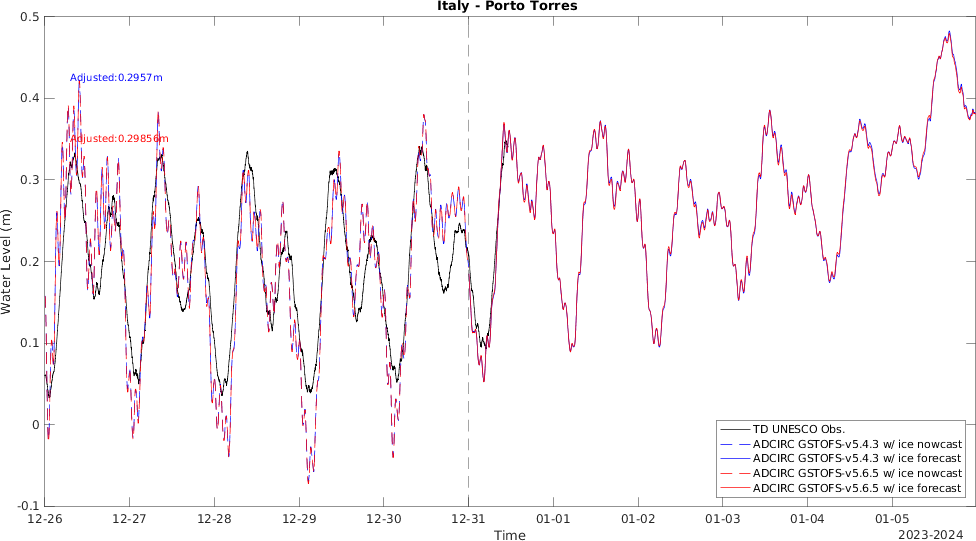 Italy - Porto Torres
0.5
0.4
0.3
0.2
0.1
0
-0.1
Water Level (m)
Adjusted:0.2957m
Adjusted:0.29856m
TD UNESCO Obs.
ADCIRC GSTOFS-v5.4.3 w/ ice nowcast
ADCIRC GSTOFS-v5.4.3 w/ ice forecast
ADCIRC GSTOFS-v5.6.5 w/ ice nowcast
ADCIRC GSTOFS-v5.6.5 w/ ice forecast
12-26 12-27 12-28 12-29 12-30 12-31 01-01 01-02 01-03 01-04 01-05
Time
2023-2024